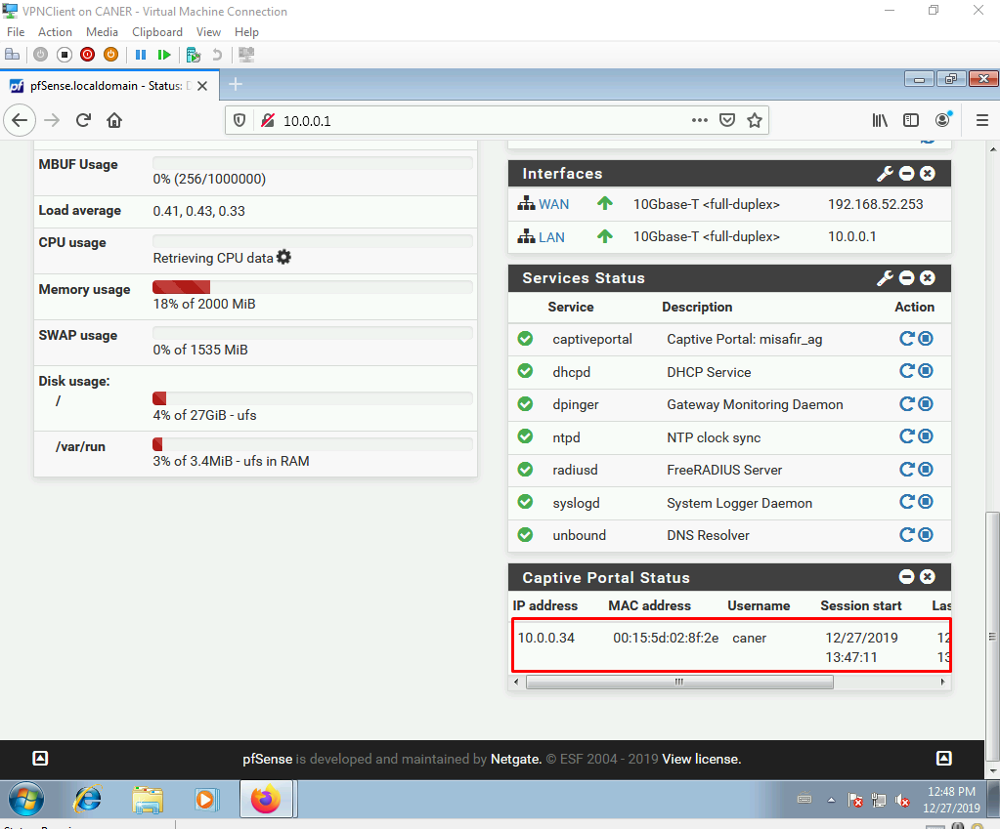 VPNClient on CANER - Virtual Machine Connection
File Action Media Clipboard View Help
pfSense.localdomain - Status:
10.0.0.1
MBUF Usage
0% (256/1000000)
Load average 0.41, 0.43, 0.33
CPU usage
Retrieving CPU data
Memory usage
18% of 2000 MiB
SWAP usage
0% of 1535 MiB
Disk usage:
/
4% of 27GiB - ufs
/var/run
3% of 3.4MiB - ufs in RAM
Interfaces
WAN 10Gbase-T <full-duplex> 192.168.52.253
LAN 10Gbase-T <full-duplex> 10.0.0.1
Services Status
Service Description Action
captiveportal Captive Portal: misafir_ag
dhcpd DHCP Service
dpinger Gateway Monitoring Daemon
ntpd NTP clock sync
radiusd FreeRADIUS Server
syslogd System Logger Daemon
unbound DNS Resolver
Captive Portal Status
IP address MAC address Username Session start Las
10.0.0.34 00:15:5d:02:8f:2e caner 12/27/2019 12
13:47:11 13
pfSense is developed and maintained by Netgate. © ESF 2004 - 2019 View license.
12:48 PM
12/27/2019